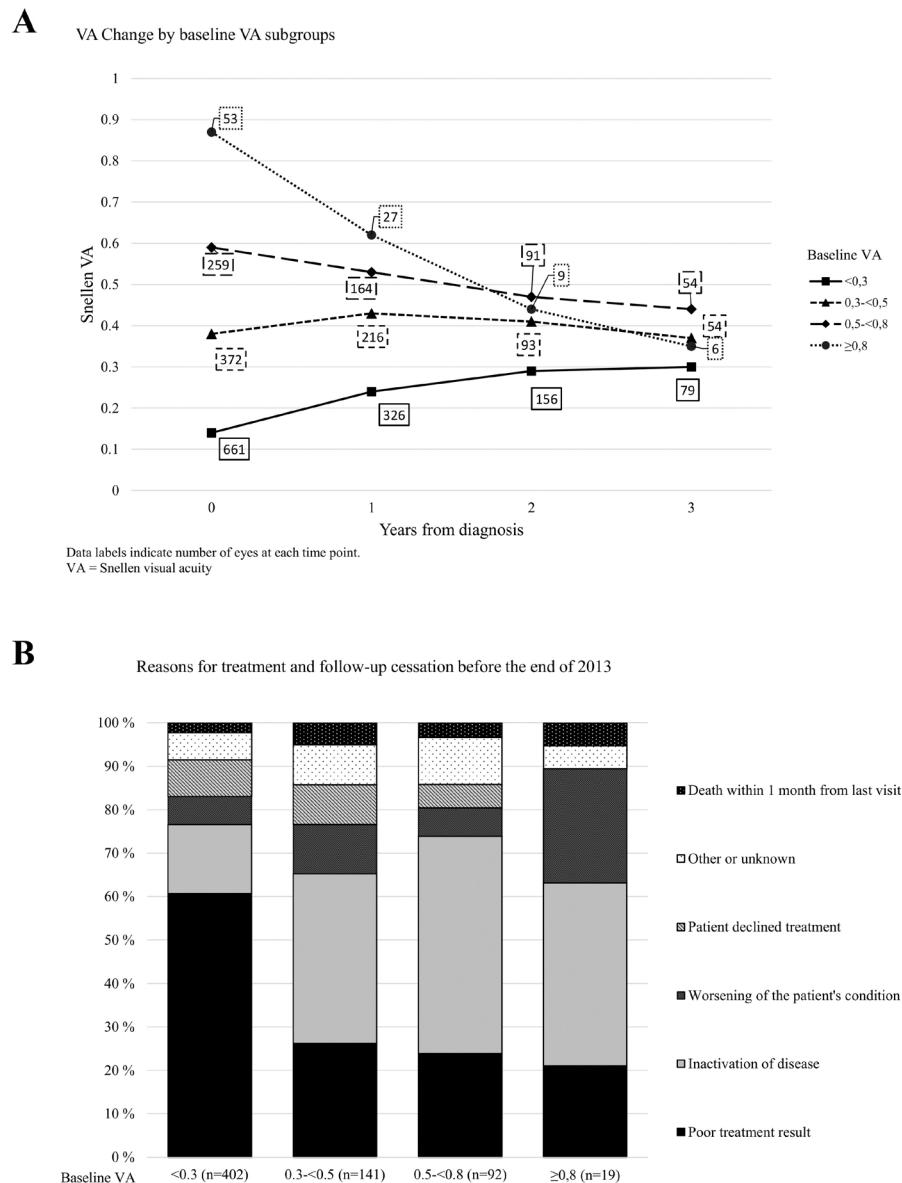 A
VA Change by baseline VA subgroups
Snellen VA
1
0.9
0.8
0.7
0.6
0.5
0.4
0.3
0.2
0.1
0
53
27
9
6
259
164
91
54
372
216
93
54
661
326
156
79
0
1
2
3
Years from diagnosis
Baseline VA
<0,3
0,3-<0,5
0,5-<0,8
≥0,8
Data labels indicate number of eyes at each time point.
VA = Snellen visual acuity
B
Reasons for treatment and follow-up cessation before the end of 2013
100 %
90 %
80 %
70 %
60 %
50 %
40 %
30 %
20 %
10 %
0 %
Baseline VA
<0.3 (n=402)
0.3-<0.5 (n=141)
0.5-<0.8 (n=92)
≥0,8 (n=19)
Death within 1 month from last visit
Other or unknown
Patient declined treatment
Worsening of the patient's condition
Inactivation of disease
Poor treatment result